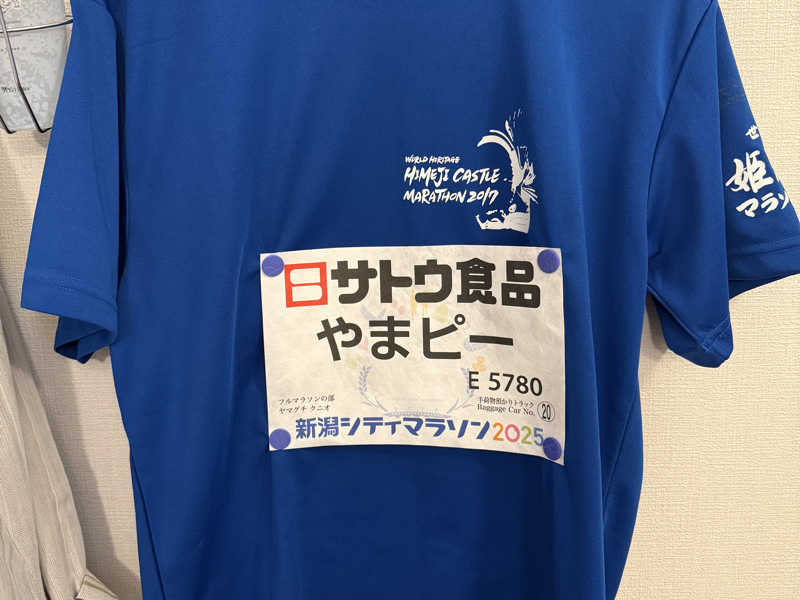 WORLD HERITAGE
HIMEJI CASTLE
MARATHON 2017
世
姫
マラソ
サトウ食品
やまピー
E 5780
フルマラソンの部
ヤマグチ クニオ
手荷物預かりトラック
Baggage Car No. 20
新潟シティマラソン2025